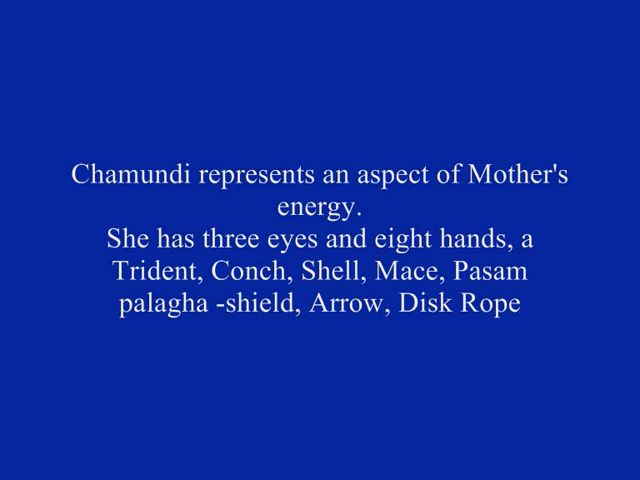 Chamundi represents an aspect of Mother's
energy.
She has three eyes and eight hands, a
Trident, Conch, Shell, Mace, Pasam
palagha -shield, Arrow, Disk Rope